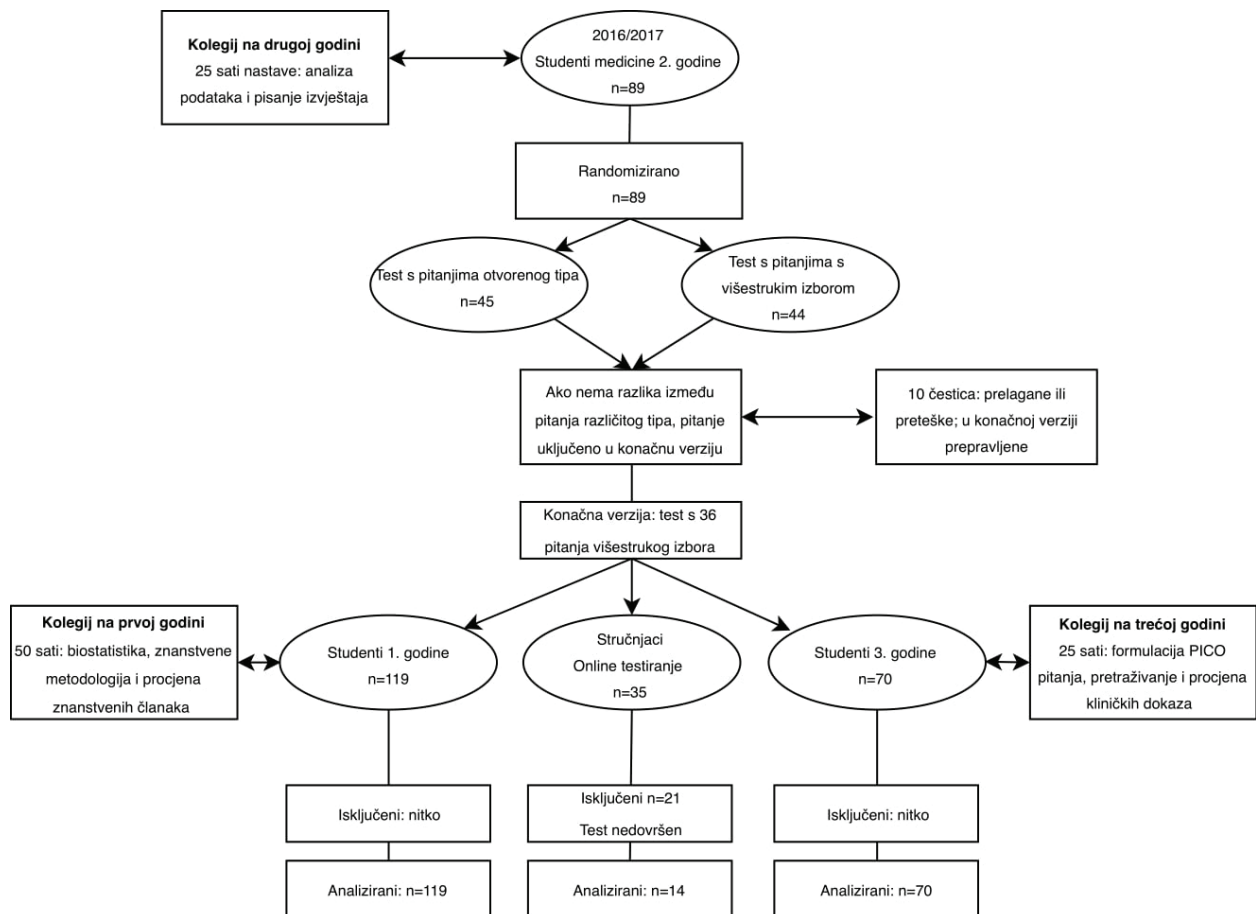 Kolegij na drugoj godini
25 sati nastave: analiza
podataka i pisanje izvještaja
2016/2017
Studenti medicine 2. godine
n=89
Randomizirano
n=89
Test s pitanjima otvorenog tipa
n=45
Test s pitanjima s
višestrukim izborom
n=44
Ako nema razlika između
pitanja različitog tipa, pitanje
uključeno u konačnu verziju
10 čestica: prelagane ili
preteške; u konačnoj verziji
prepravljene
Konačna verzija: test s 36
pitanja višestrukog izbora
Kolegij na prvoj godini
50 sati: biostatistika, znanstvene
metodologija i procjena
znanstvenih članaka
Studenti 1. godine
n=119
Stručnjaci
Online testiranje
n=35
Studenti 3. godine
n=70
Kolegij na trećoj godini
25 sati: formulacija PICO
pitanja, pretraživanje i procjena
kliničkih dokaza
Isključeni: nitko
Isključeni n=21
Test nedovršen
Isključeni: nitko
Analizirani: n=119
Analizirani: n=14
Analizirani: n=70